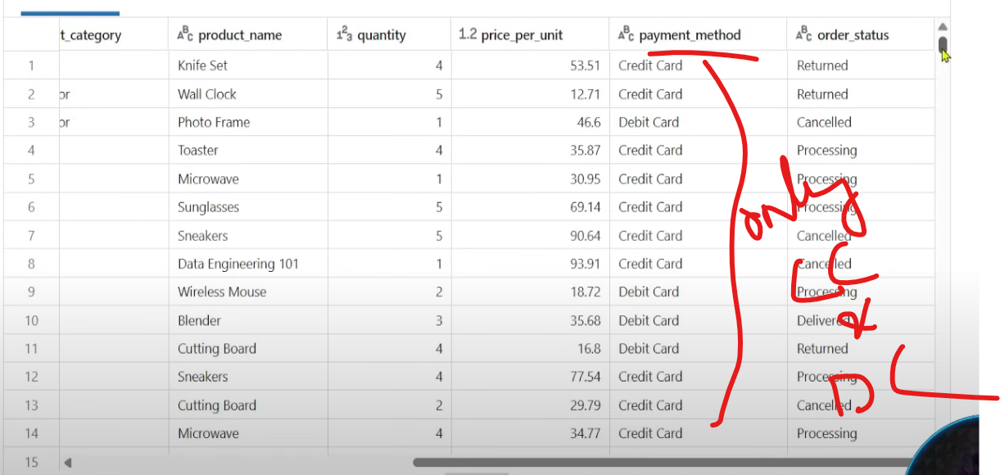 t_category ABC product_name 123 quantity 1.2 price_per_unit ABC payment_method ABC order_status
1 Knife Set 4 53.51 Credit Card Returned
2 or Wall Clock 5 12.71 Credit Card Returned
3 or Photo Frame 1 46.6 Debit Card Cancelled
4 Toaster 4 35.87 Credit Card Processing
5 Microwave 1 30.95 Credit Card Processing
6 Sunglasses 5 69.14 Credit Card Processing
7 Sneakers 5 90.64 Credit Card Cancelled
8 Data Engineering 101 1 93.91 Credit Card Cancelled
9 Wireless Mouse 2 18.72 Debit Card Processing
10 Blender 3 35.68 Debit Card Delivered
11 Cutting Board 4 16.8 Debit Card Returned
12 Sneakers 4 77.54 Credit Card Processing
13 Cutting Board 2 29.79 Credit Card Cancelled
14 Microwave 4 34.77 Credit Card Processing
15
only
CC
&
DC